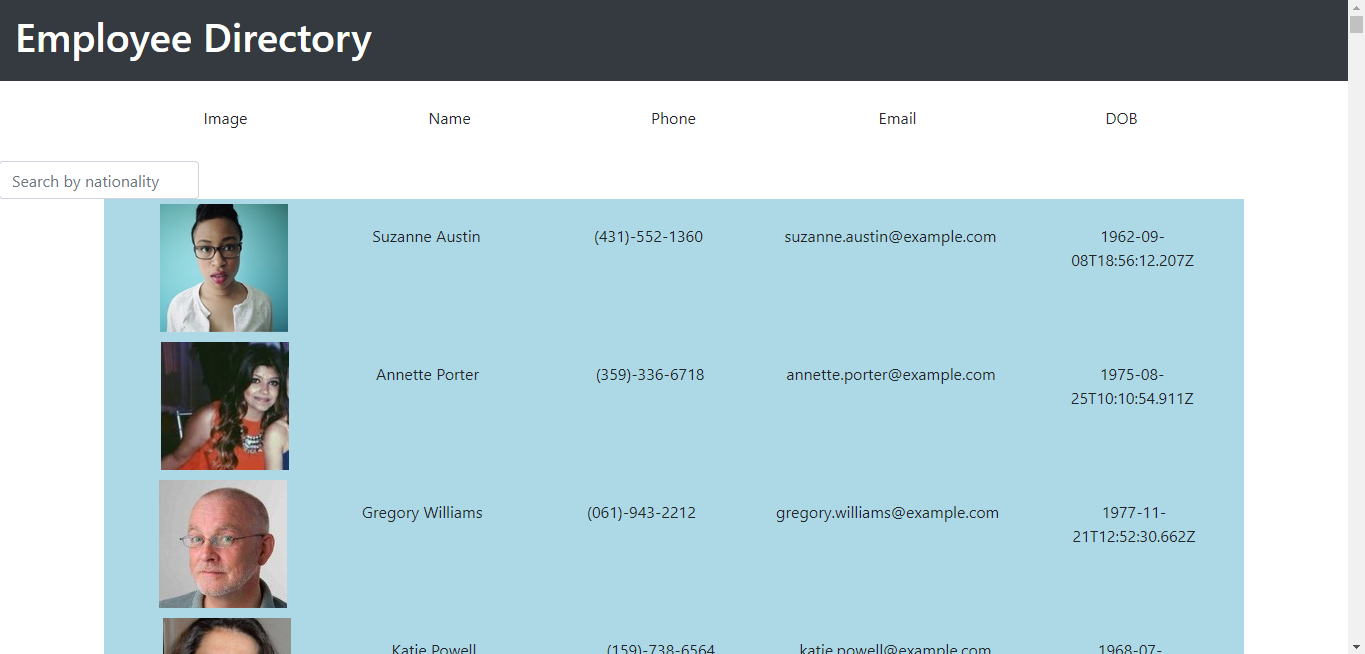 Employee Directory
Image Name Phone Email DOB
Search by nationality
Suzanne Austin (431)-552-1360 suzanne.austin@example.com 1962-09-
08T18:56:12.207Z
Annette Porter (359)-336-6718 annette.porter@example.com 1975-08-
25T10:10:54.911Z
Gregory Williams (061)-943-2212 gregory.williams@example.com 1977-11-
21T12:52:30.662Z
Katie Powell (159)-738-6564 katie.powell@example.com 1968-07-